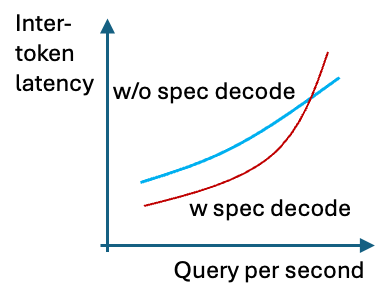 Inter-
token
latency
w/o spec decode
w spec decode
Query per second